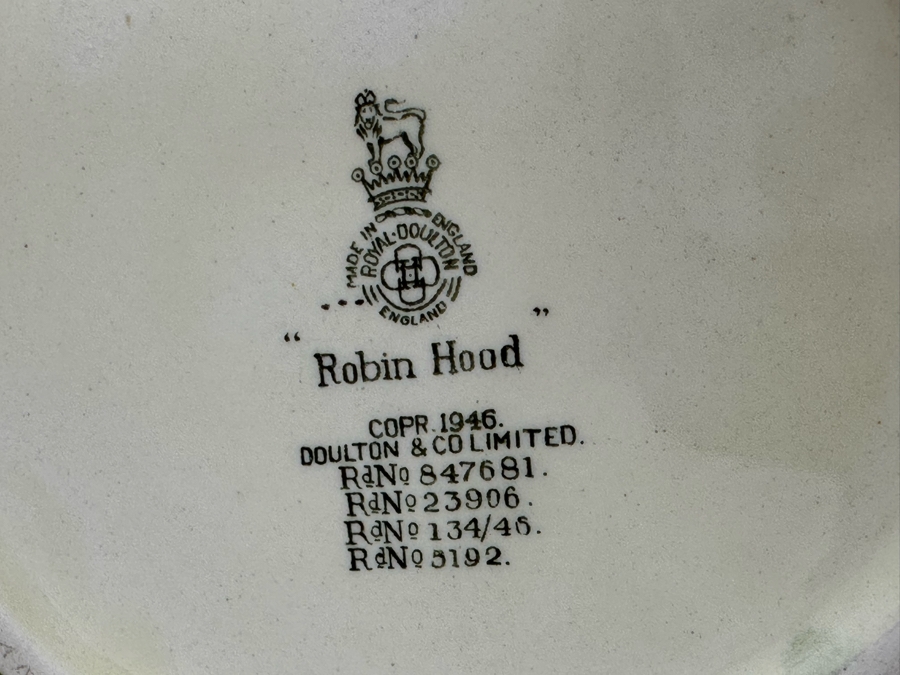 MADE IN ENGLAND
ROYAL·DOULTON
ENGLAND
“Robin Hood”
COPR. 1946.
DOULTON & CO LIMITED.
RdNo 847681.
RdNo 23906.
RdNo 134/46.
RdNo 5192.